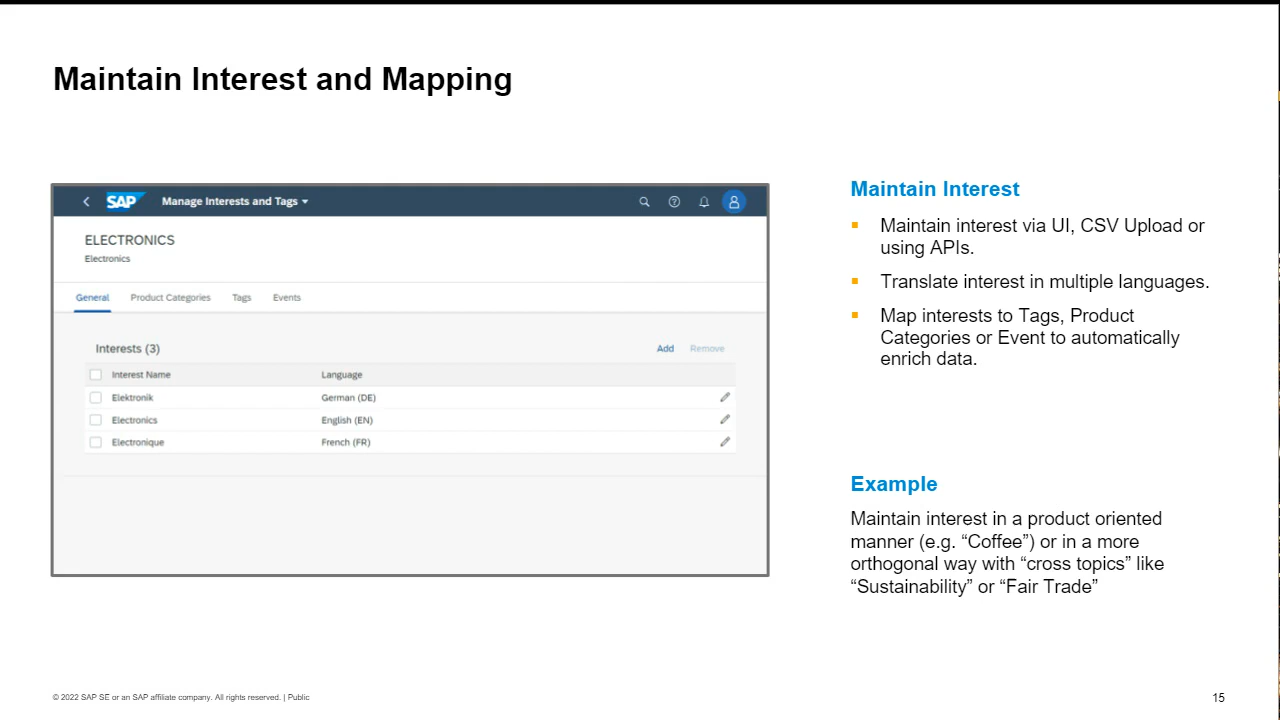 Maintain Interest and Mapping
SAP Manage Interests and Tags
ELECTRONICS
Electronics
General Product Categories Tags Events
Interests (3) Add Remove
Interest Name Language
Elektronik German (DE)
Electronics English (EN)
Electronique French (FR)
Maintain Interest
Maintain interest via UI, CSV Upload or
using APIs.
Translate interest in multiple languages.
Map interests to Tags, Product
Categories or Event to automatically
enrich data.
Example
Maintain interest in a product oriented
manner (e.g. “Coffee”) or in a more
orthogonal way with “cross topics” like
“Sustainability” or “Fair Trade”
© 2022 SAP SE or an SAP affiliate company. All rights reserved. | Public
15